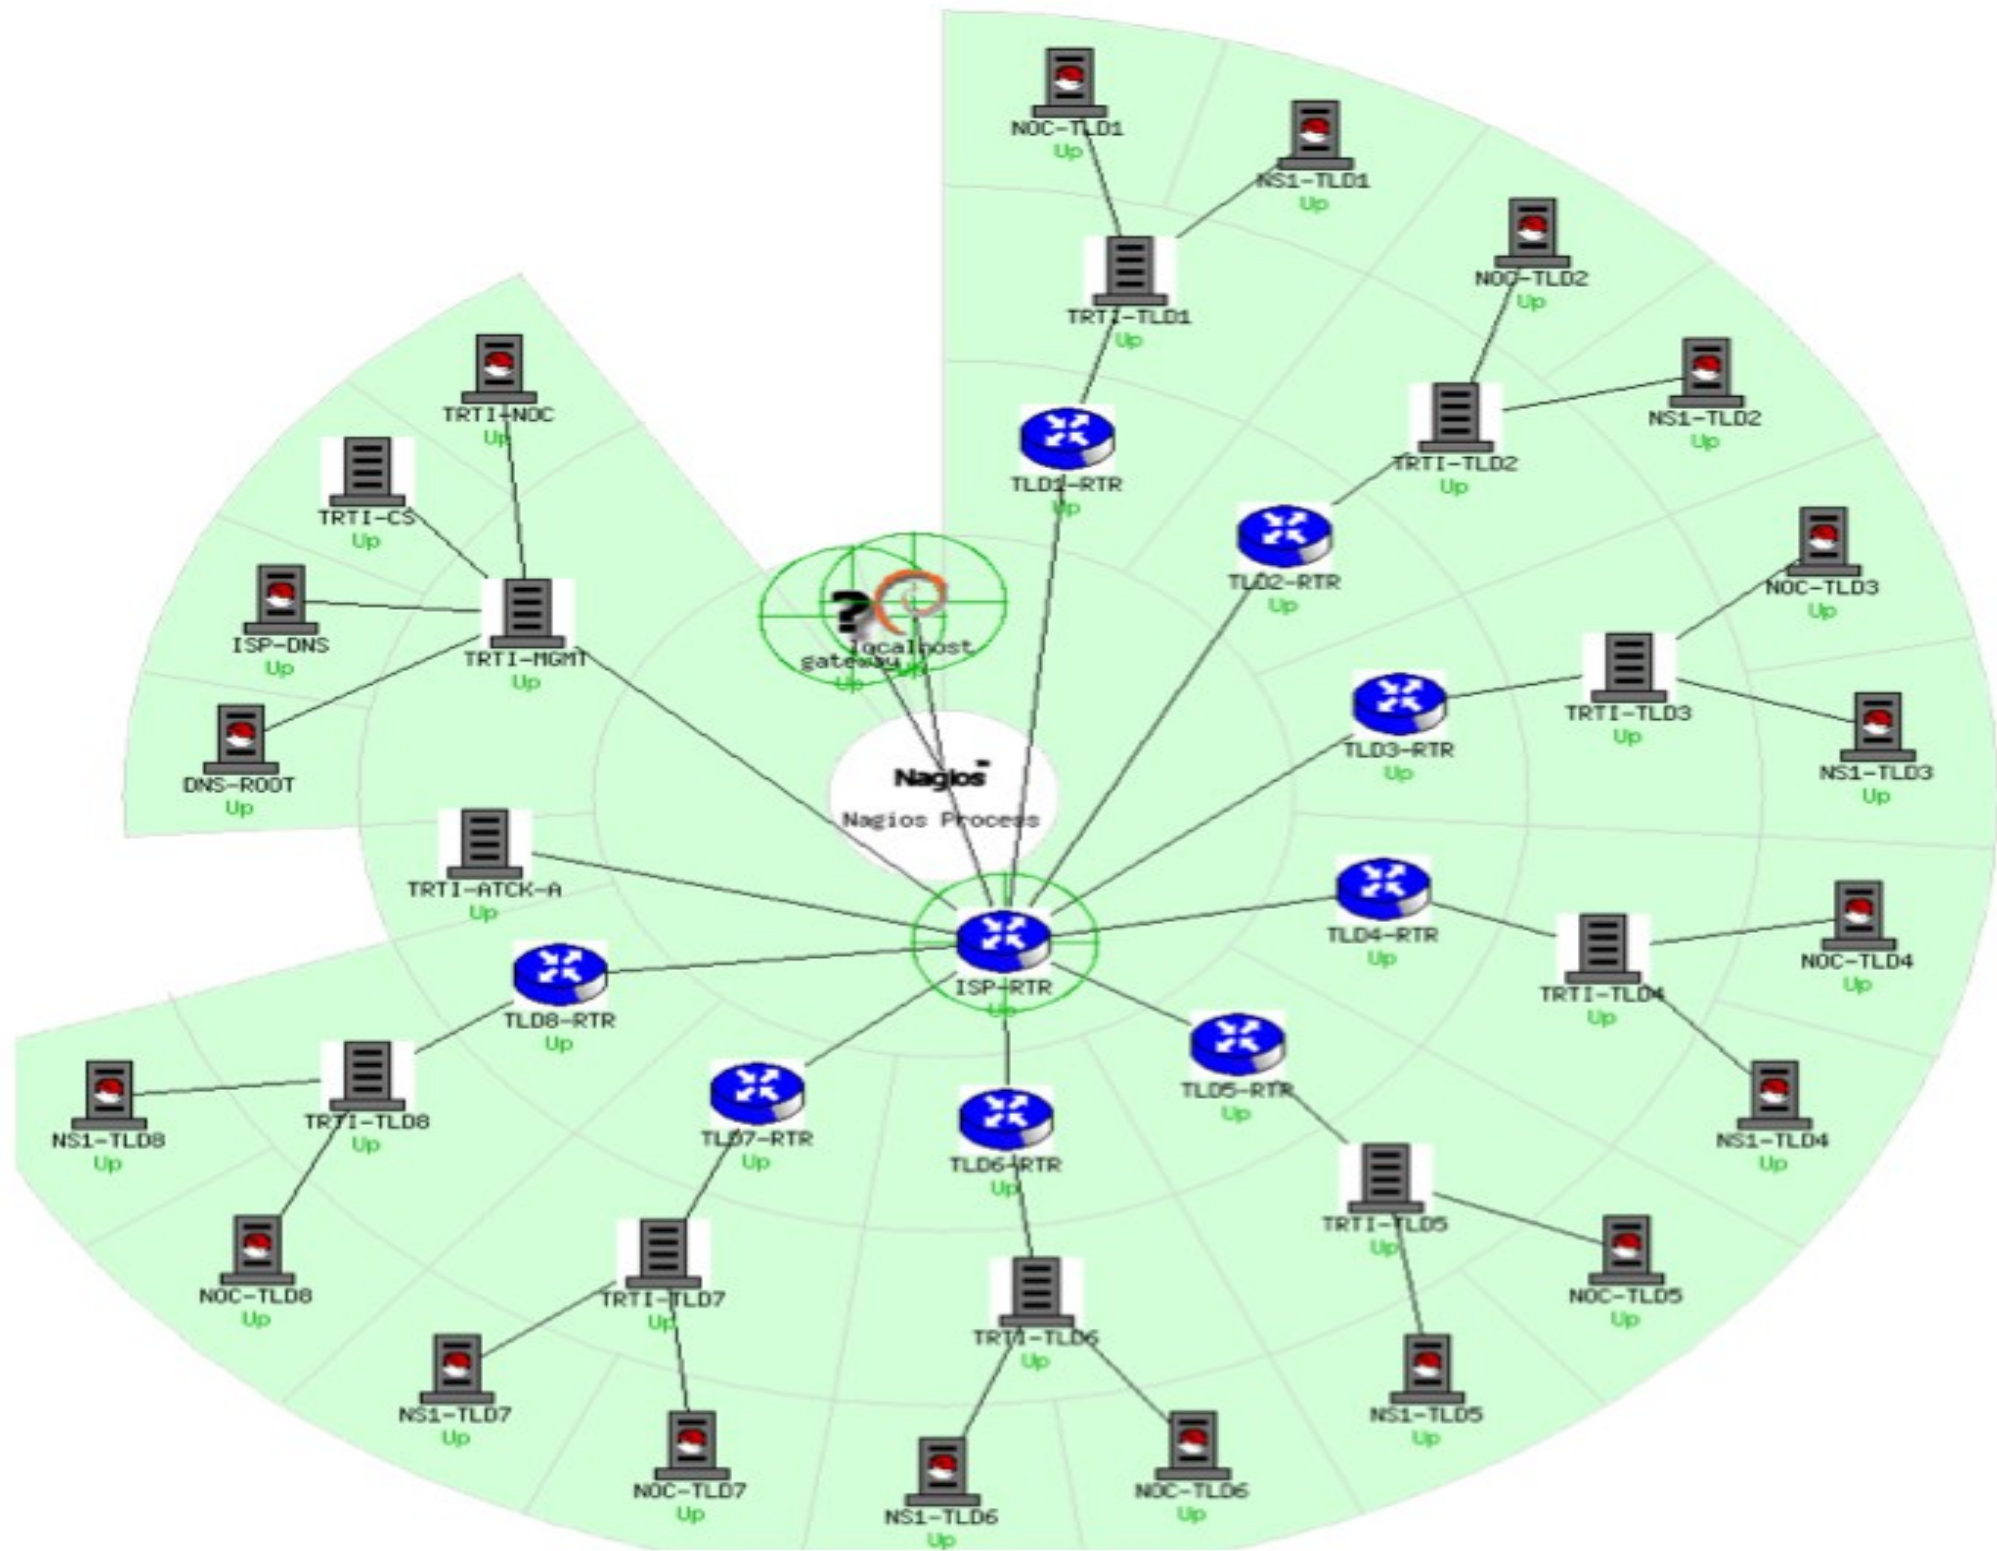 NOC-TLD1
Up
NS1-TLD1
Up
NOC-TLD2
Up
TRTI-TLD1
Up
TRTI-NOC
Up
NS1-TLD2
Up
TRTI-TLD2
Up
TLD1-RTR
Up
TRTI-CS
Up
TLD2-RTR
Up
NOC-TLD3
Up
ISP-DNS
Up
TRTI-MGMT
Up
localhost
Up
gateway
Up
TRTI-TLD3
Up
TLD3-RTR
Up
NS1-TLD3
Up
DNS-ROOT
Up
Nagios™
Nagios Process
TRTI-ATCK-A
Up
TLD4-RTR
Up
NOC-TLD4
Up
ISP-RTR
Up
TRTI-TLD4
Up
TLD8-RTR
Up
TLD5-RTR
Up
TRTI-TLD8
Up
NS1-TLD8
Up
TLD7-RTR
Up
NS1-TLD4
Up
TLD6-RTR
Up
TRTI-TLD5
Up
NOC-TLD8
Up
TRTI-TLD7
Up
NOC-TLD5
Up
TRTI-TLD6
Up
NS1-TLD7
Up
NS1-TLD5
Up
NOC-TLD7
Up
NOC-TLD6
Up
NS1-TLD6
Up